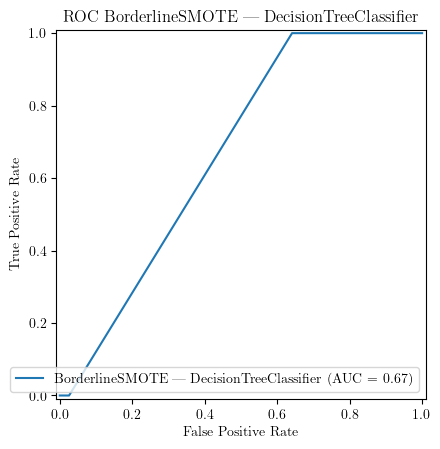 ROC BorderlineSMOTE — DecisionTreeClassifier
True Positive Rate
1.0
0.8
0.6
0.4
0.2
0.0
BorderlineSMOTE — DecisionTreeClassifier (AUC = 0.67)
0.0 0.2 0.4 0.6 0.8 1.0
False Positive Rate